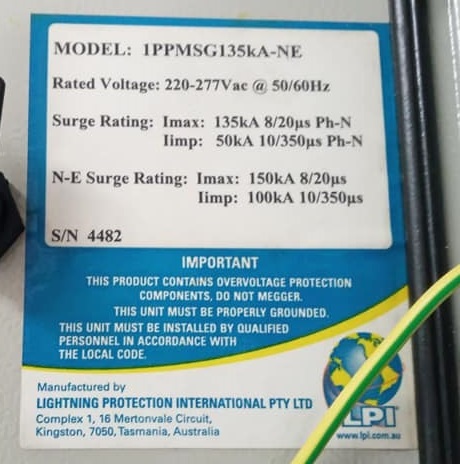 MODEL: 1PPMSG135kA-NE
Rated Voltage: 220-277Vac @ 50/60Hz
Surge Rating: Imax: 135kA 8/20µs Ph-N
Iimp: 50kA 10/350µs Ph-N
N-E Surge Rating: Imax: 150kA 8/20µs
Iimp: 100kA 10/350µs
S/N 4482
IMPORTANT
THIS PRODUCT CONTAINS OVERVOLTAGE PROTECTION
COMPONENTS, DO NOT MEGGER.
THIS UNIT MUST BE PROPERLY GROUNDED.
THIS UNIT MUST BE INSTALLED BY QUALIFIED
PERSONNEL IN ACCORDANCE WITH
THE LOCAL CODE.
Manufactured by
LIGHTNING PROTECTION INTERNATIONAL PTY LTD
Complex 1, 16 Mertonvale Circuit,
Kingston, 7050, Tasmania, Australia
LPI
www.lpi.com.au